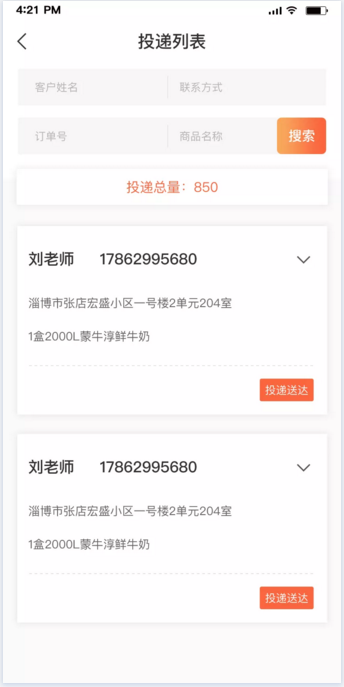 4:21 PM
投递列表
客户姓名 联系方式
订单号 商品名称 搜索
投递总量：850
刘老师 17862995680
淄博市张店宏盛小区一号楼2单元204室
1盒2000L蒙牛淳鲜牛奶
投递送达
刘老师 17862995680
淄博市张店宏盛小区一号楼2单元204室
1盒2000L蒙牛淳鲜牛奶
投递送达